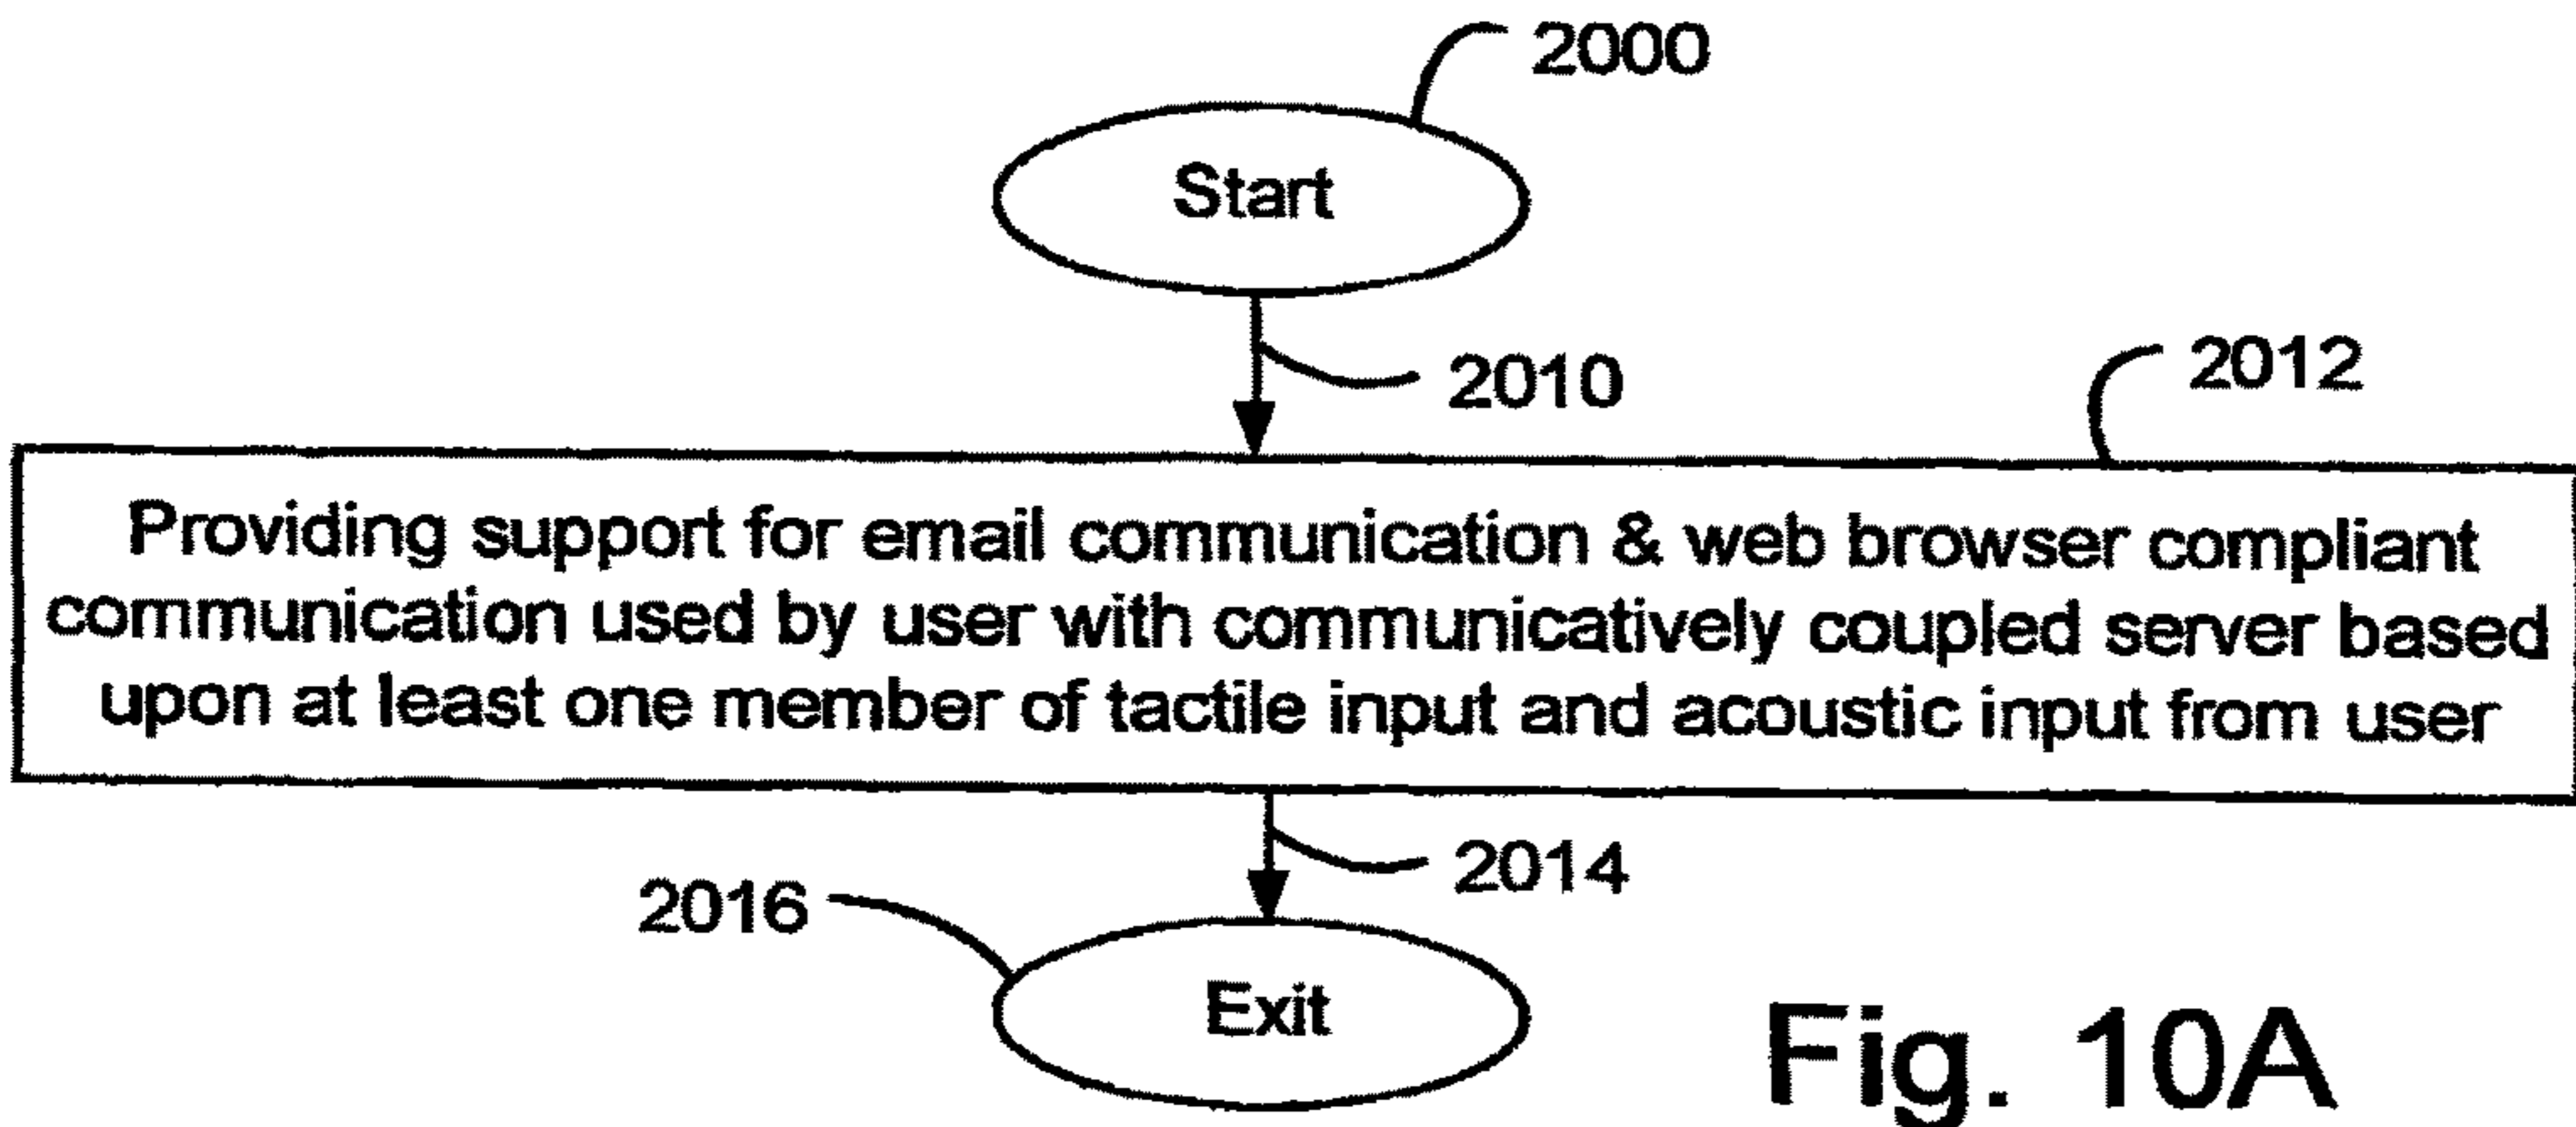 2000
Start
2010
2012
Providing support for email communication & web browser compliant
communication used by user with communicatively coupled server based
upon at least one member of tactile input and acoustic input from user
2014
2016
Exit
Fig. 10A